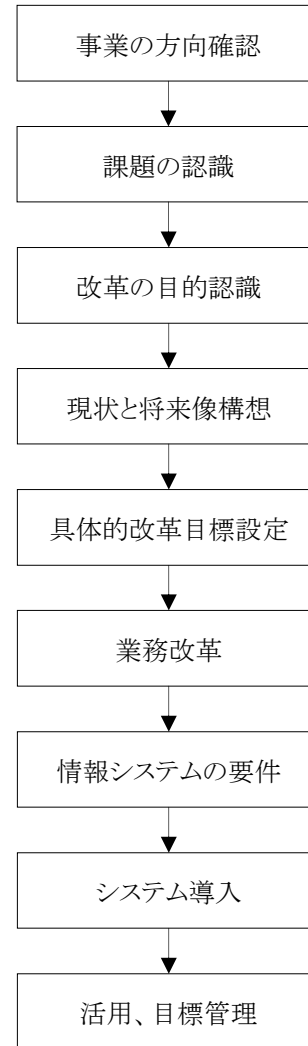 事業の方向確認
課題の認識
改革の目的認識
現状と将来像構想
具体的改革目標設定
業務改革
情報システムの要件
システム導入
活用、目標管理